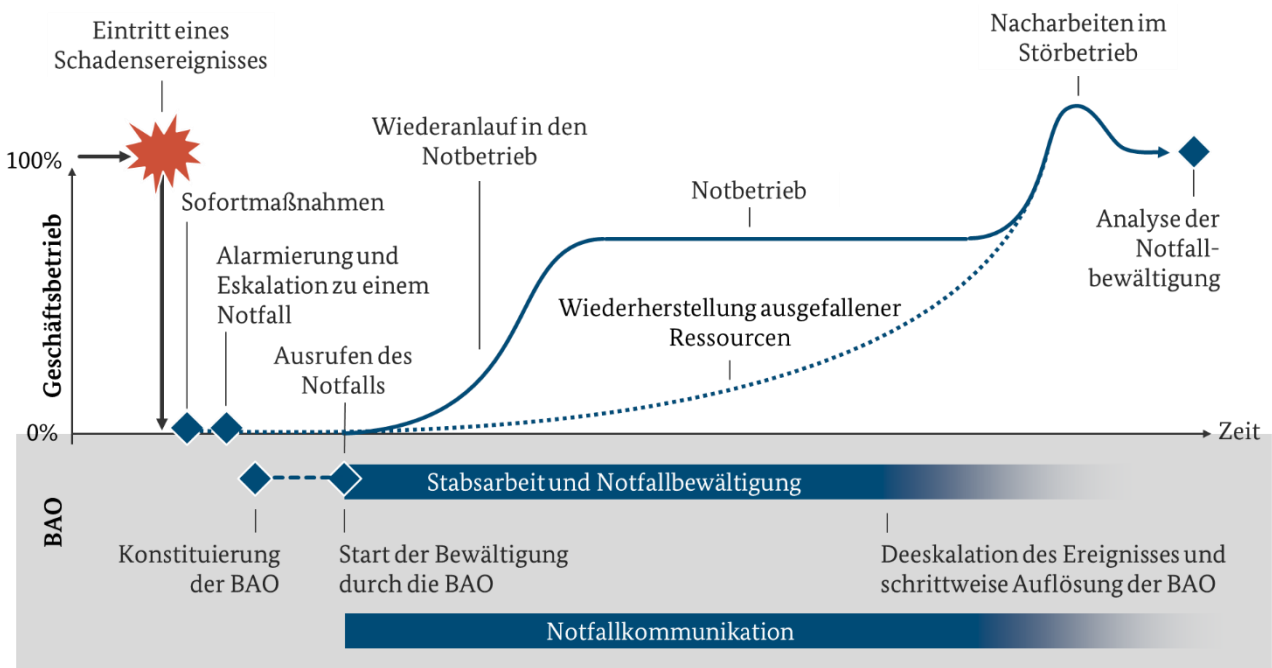 Eintritt eines
Schadensereignisses
Nacharbeiten im
Störbetrieb
Wiederanlauf in den
Notbetrieb
100%
Sofortmaßnahmen
Notbetrieb
Analyse der
Notfall-
bewältigung
Alarmierung und
Eskalation zu einem
Notfall
Geschäftsbetrieb
Wiederherstellung ausgefallener
Ressourcen
Ausrufen des
Notfalls
0%
Zeit
BAO
Stabsarbeit und Notfallbewältigung
Konstituierung
der BAO
Start der Bewältigung
durch die BAO
Deeskalation des Ereignisses und
schrittweise Auflösung der BAO
Notfallkommunikation